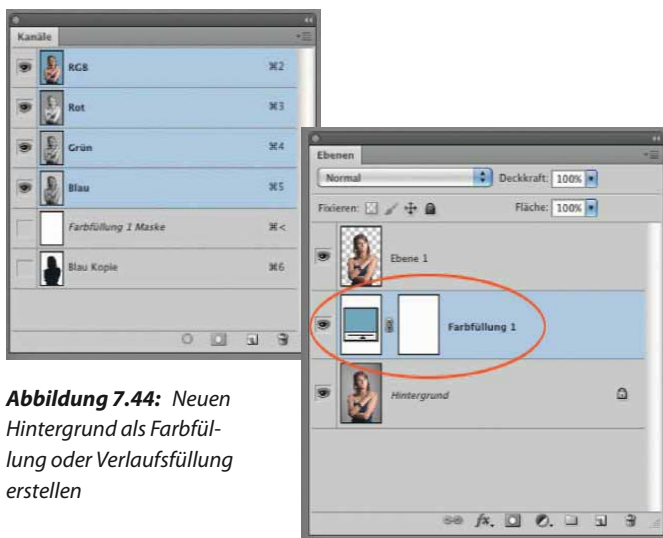 Kanäle
RGB ⌘2
Rot ⌘3
Grün ⌘4
Blau ⌘5
Farbfüllung 1 Maske ⌘<
Blau Kopie ⌘6
Ebenen
Normal Deckkraft: 100%
Fixieren: Fläche: 100%
Ebene 1
Farbfüllung 1
Hintergrund
fx.
Abbildung 7.44: Neuen
Hintergrund als Farbfül-
lung oder Verlaufsfüllung
erstellen